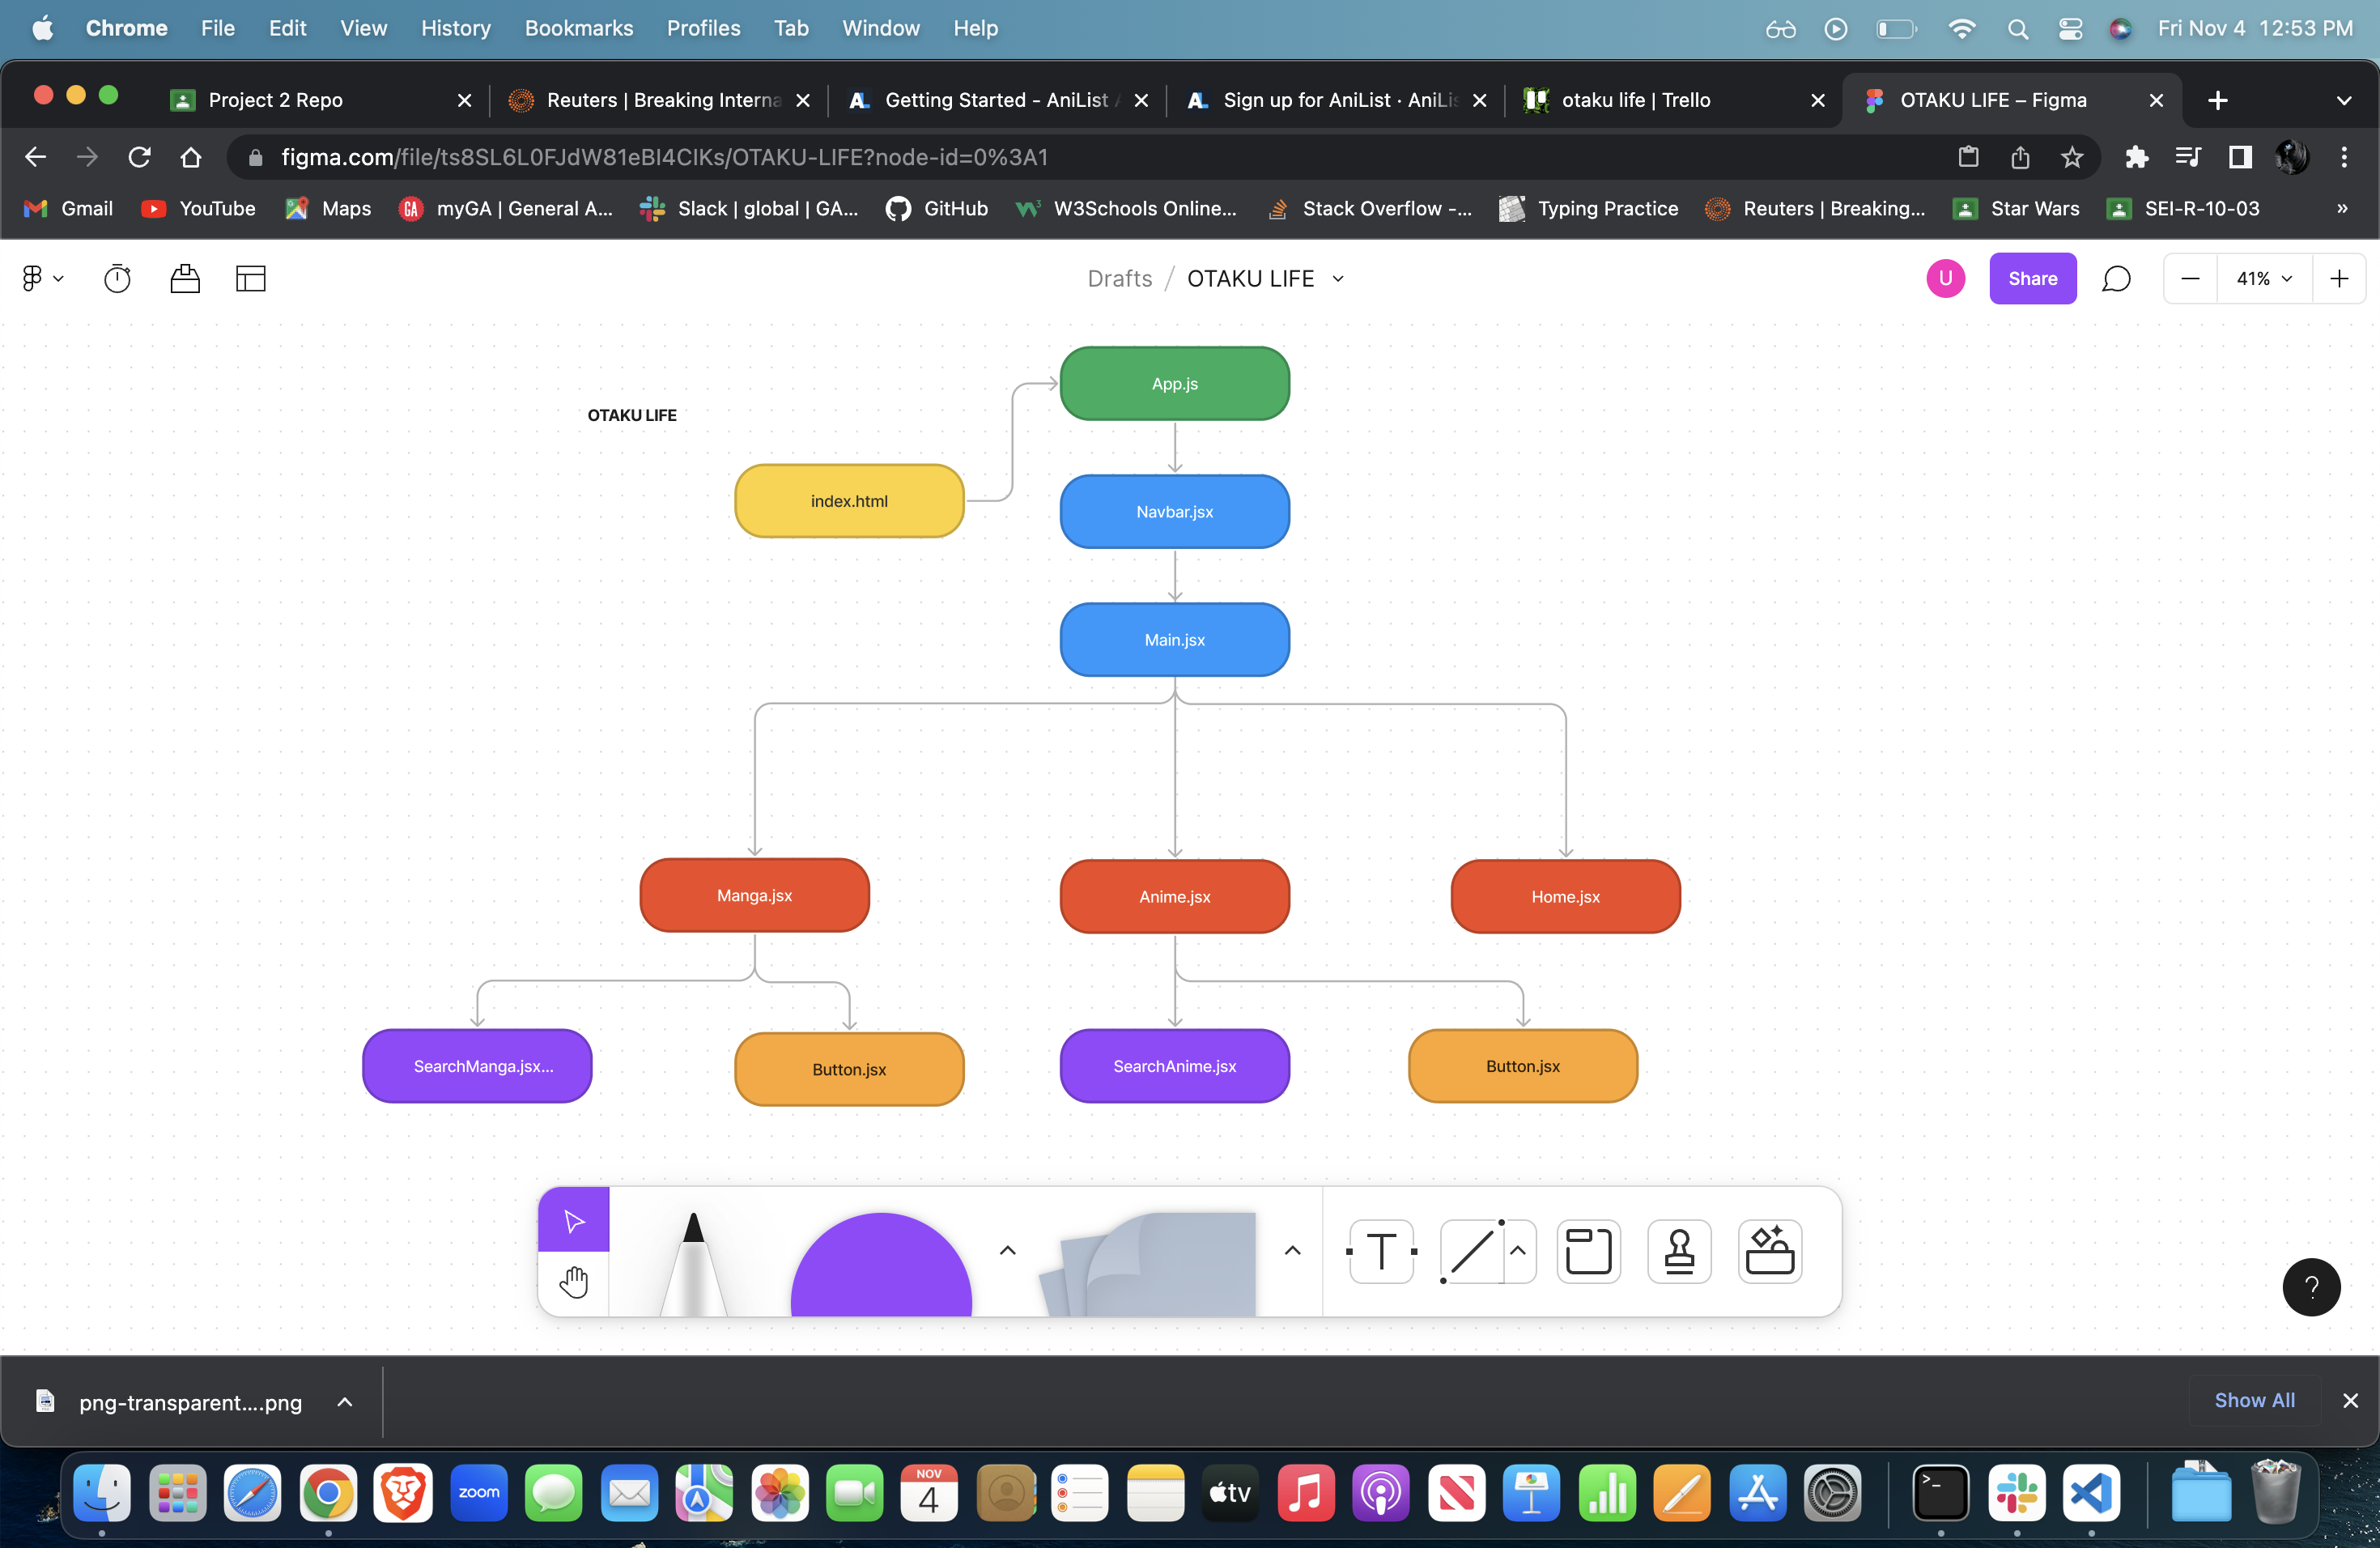 Chrome File Edit View History Bookmarks Profiles Tab Window Help Fri Nov 4 12:53 PM
Project 2 Repo Reuters | Breaking Interna Getting Started - AniList Sign up for AniList · AniLis otaku life | Trello OTAKU LIFE – Figma
figma.com/file/ts8SL6L0FJdW81eBI4CIKs/OTAKU-LIFE?node-id=0%3A1
Gmail YouTube Maps GA myGA | General A... Slack | global | GA... GitHub W3Schools Online... Stack Overflow -... Typing Practice Reuters | Breaking... Star Wars SEI-R-10-03 »
Drafts / OTAKU LIFE U Share 41%
App.js
OTAKU LIFE
index.html
Navbar.jsx
Main.jsx
Manga.jsx
Anime.jsx
Home.jsx
SearchManga.jsx...
Button.jsx
SearchAnime.jsx
Button.jsx
T
?
png-transparent....png Show All
zoom NOV 4 tv